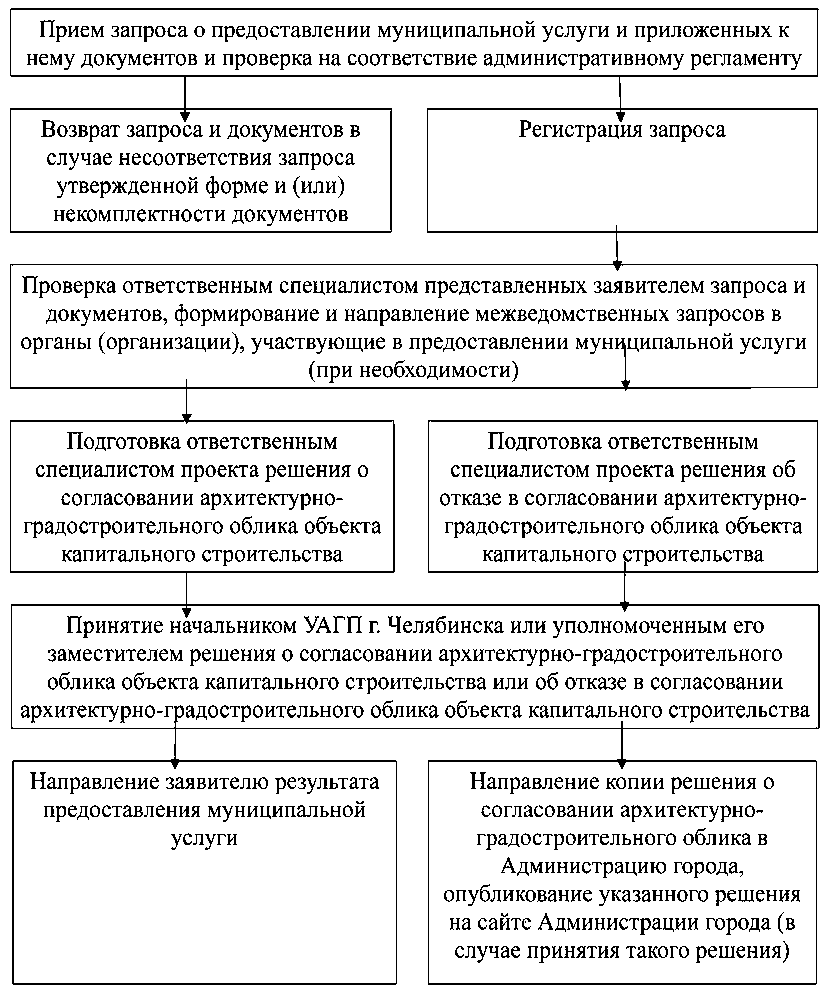 Прием запроса о предоставлении муниципальной услуги и приложенных к
нему документов и проверка на соответствие административному регламенту
Возврат запроса и документов в
случае несоответствия запроса
утвержденной форме и (или)
некомплектности документов
Регистрация запроса
Проверка ответственным специалистом представленных заявителем запроса и
документов, формирование и направление межведомственных запросов в
органы (организации), участвующие в предоставлении муниципальной услуги
(при необходимости)
Подготовка ответственным
специалистом проекта решения о
согласовании архитектурно-
градостроительного облика объекта
капитального строительства
Подготовка ответственным
специалистом проекта решения об
отказе в согласовании архитектурно-
градостроительного облика объекта
капитального строительства
Принятие начальником УАГП г. Челябинска или уполномоченным его
заместителем решения о согласовании архитектурно-градостроительного
облика объекта капитального строительства или об отказе в согласовании
архитектурно-градостроительного облика объекта капитального строительства
Направление заявителю результата
предоставления муниципальной
услуги
Направление копии решения о
согласовании архитектурно-
градостроительного облика в
Администрацию города,
опубликование указанного решения
на сайте Администрации города (в
случае принятия такого решения)